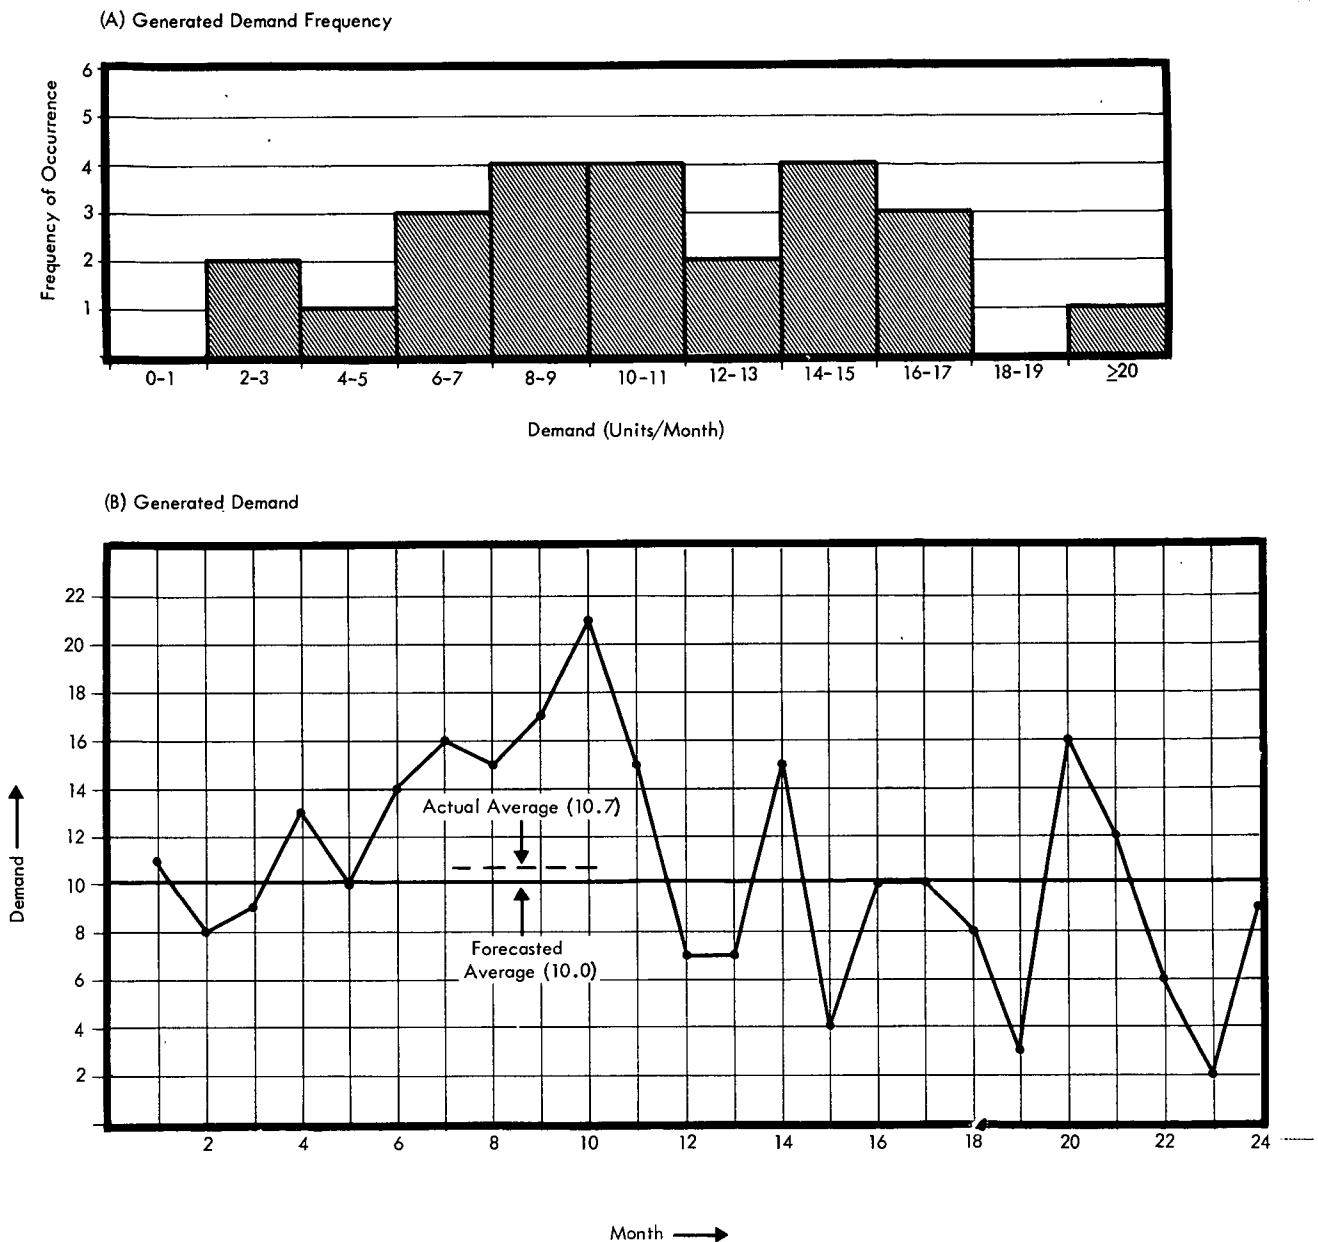 (A) Generated Demand Frequency
Frequency of Occurrence
6
5
4
3
2
1
0-1 2-3 4-5 6-7 8-9 10-11 12-13 14-15 16-17 18-19 ≥20
Demand (Units/Month)
(B) Generated Demand
Demand
22
20
18
16
14
12
10
8
6
4
2
Actual Average (10.7)
Forecasted
Average (10.0)
2 4 6 8 10 12 14 16 18 20 22 24
Month